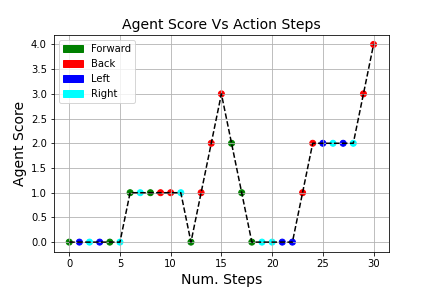 Agent Score Vs Action Steps
Forward
Back
Left
Right
Agent Score
4.0
3.5
3.0
2.5
2.0
1.5
1.0
0.5
0.0
0 5 10 15 20 25 30
Num. Steps